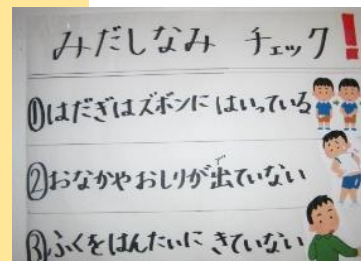 みだしなみ チェック!
①はだぎはズボンに はいっている
②おなかやおしりが出ていない
③ふくをはんたいに きていない